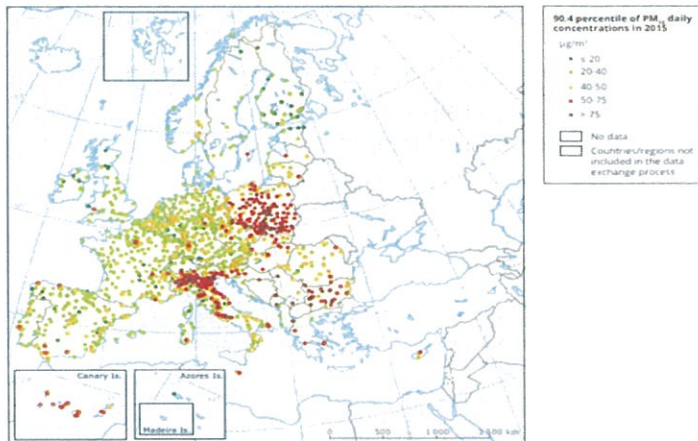 90.4 percentile of PM10 daily
concentrations in 2015
µg/m³
≤ 20
20-40
40-50
50-75
> 75
No data
Countries/regions not
included in the data
exchange process
Canary Is.
Azores Is.
Madeira Is.
0 500 1 000 1 500 km